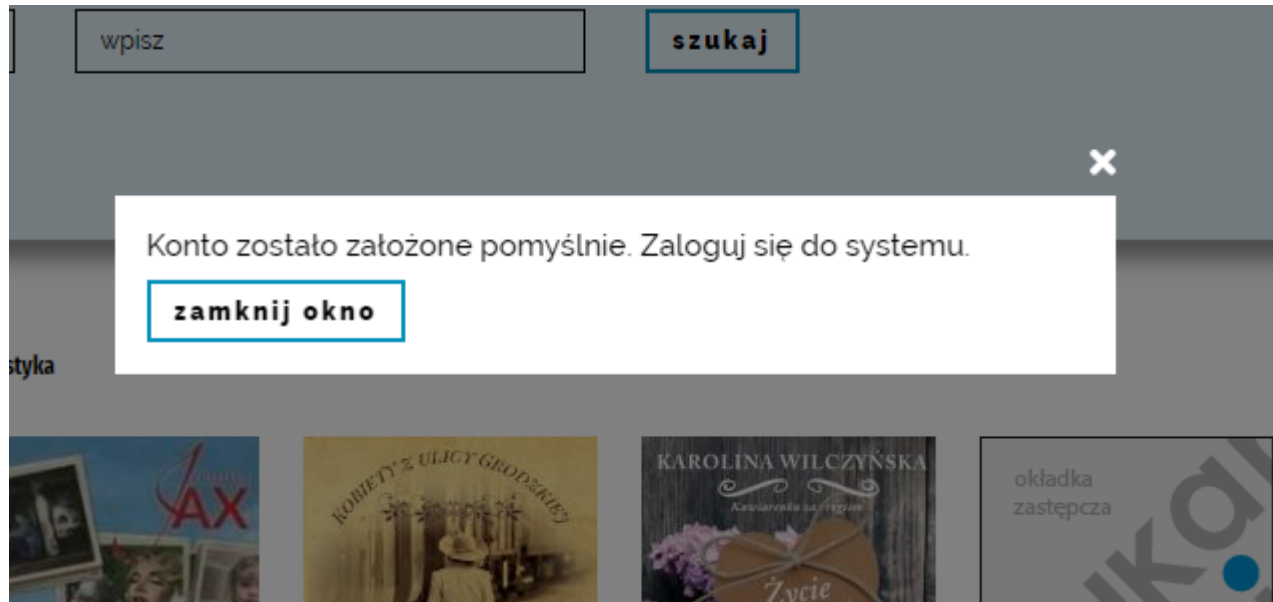 wpisz
szukaj
Konto zostało założone pomyślnie. Zaloguj się do systemu.
zamknij okno
styka
AX
KOBIETY Z ULICY GRODZKIEJ
KAROLINA WILCZYŃSKA
Kawiarenka za rogiem
Życie
okładka
zastępcza